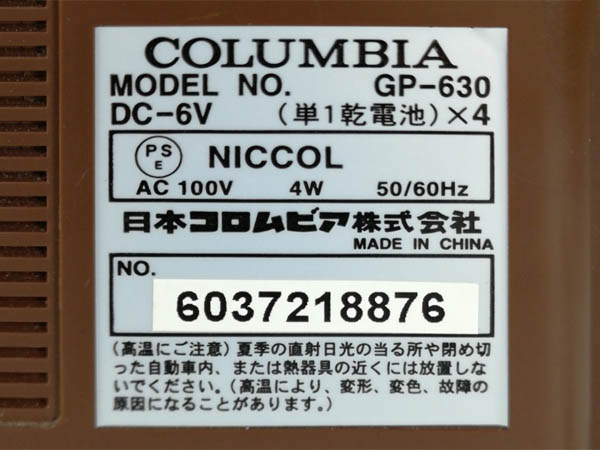 COLUMBIA
MODEL NO. GP-630
DC-6V (単1乾電池)×4
PSE NICCOL
AC 100V 4W 50/60Hz
日本コロムビア株式会社
MADE IN CHINA
NO.
6037218876
(高温にご注意) 夏季の直射日光の当る所や閉め切
った自動車内、または熱器具の近くには放置しな
いでください。(高温により、変形、変色、故障の
原因になることがあります。)